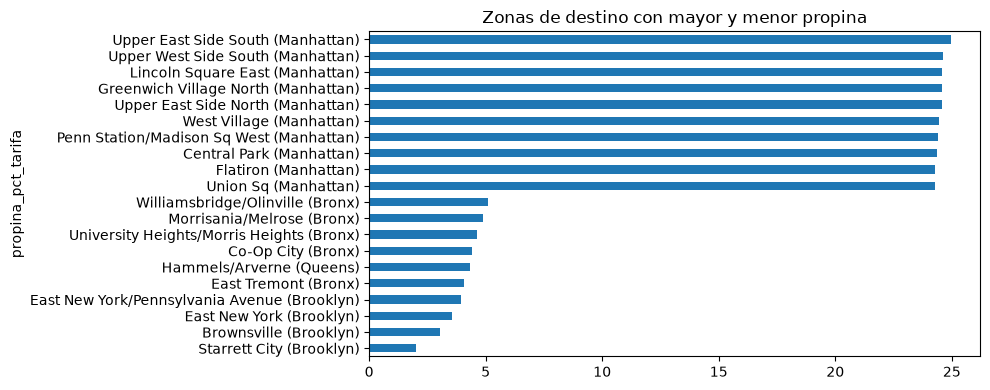 Zonas de destino con mayor y menor propina
propina_pct_tarifa
Upper East Side South (Manhattan)
Upper West Side South (Manhattan)
Lincoln Square East (Manhattan)
Greenwich Village North (Manhattan)
Upper East Side North (Manhattan)
West Village (Manhattan)
Penn Station/Madison Sq West (Manhattan)
Central Park (Manhattan)
Flatiron (Manhattan)
Union Sq (Manhattan)
Williamsbridge/Olinville (Bronx)
Morrisania/Melrose (Bronx)
University Heights/Morris Heights (Bronx)
Co-Op City (Bronx)
Hammels/Arverne (Queens)
East Tremont (Bronx)
East New York/Pennsylvania Avenue (Brooklyn)
East New York (Brooklyn)
Brownsville (Brooklyn)
Starrett City (Brooklyn)
0 5 10 15 20 25